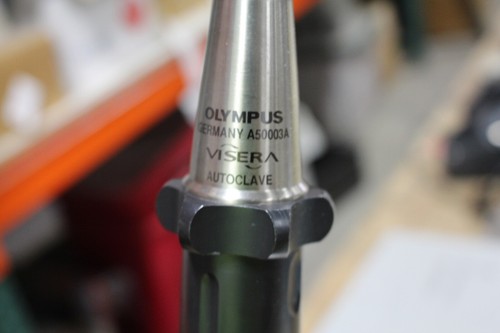 OLYMPUS
GERMANY A50003A
VISERA
AUTOCLAVE